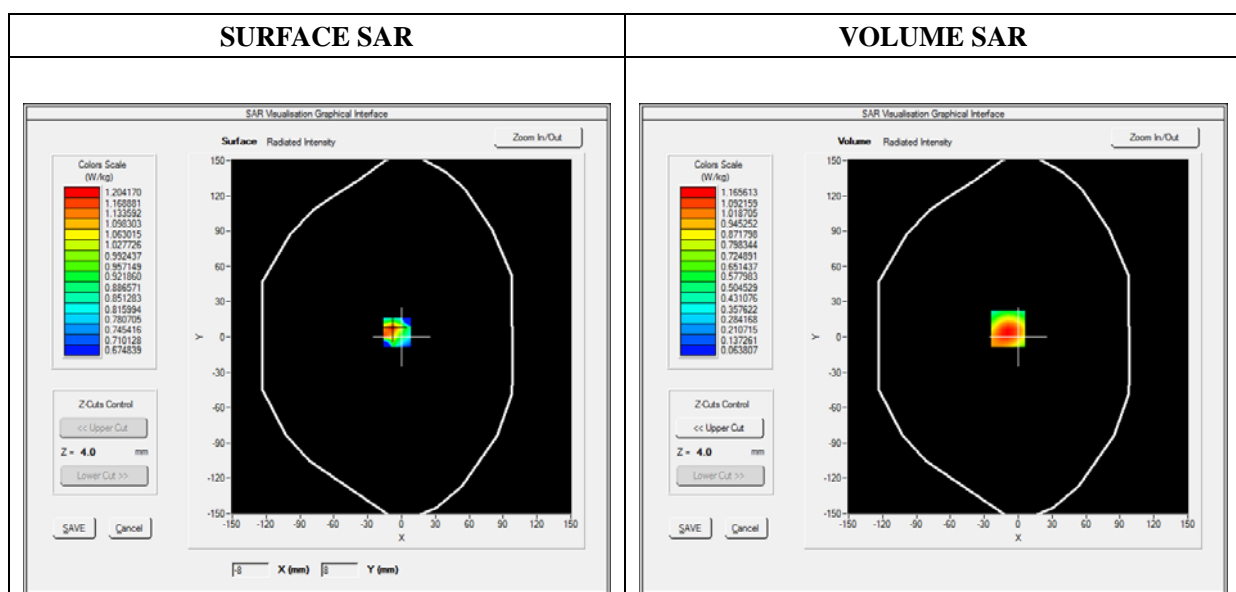 SURFACE SAR
VOLUME SAR
SAR Visualisation Graphical Interface
Surface Radiated Intensity
Zoom In/Out
Colors Scale
(W/kg)
1.204170
1.168881
1.133592
1.098303
1.063015
1.027726
0.992437
0.957149
0.921860
0.886571
0.851283
0.815994
0.780705
0.745416
0.710128
0.674839
Z-Cuts Control
<< Upper Cut
Z = 4.0 mm
Lower Cut >>
SAVE Cancel
150
120
90
60
30
0
-30
-60
-90
-120
-150
Y
-150 -120 -90 -60 -30 0 30 60 90 120 150
X
-8 X (mm) 8 Y (mm)
SAR Visualisation Graphical Interface
Volume Radiated Intensity
Zoom In/Out
Colors Scale
(W/kg)
1.165613
1.092159
1.018705
0.945252
0.871798
0.798344
0.724891
0.651437
0.577983
0.504529
0.431076
0.357622
0.284168
0.210715
0.137261
0.063807
Z-Cuts Control
<< Upper Cut
Z = 4.0 mm
Lower Cut >>
SAVE Cancel
150
120
90
60
30
0
-30
-60
-90
-120
-150
Y
-150 -120 -90 -60 -30 0 30 60 90 120 150
X